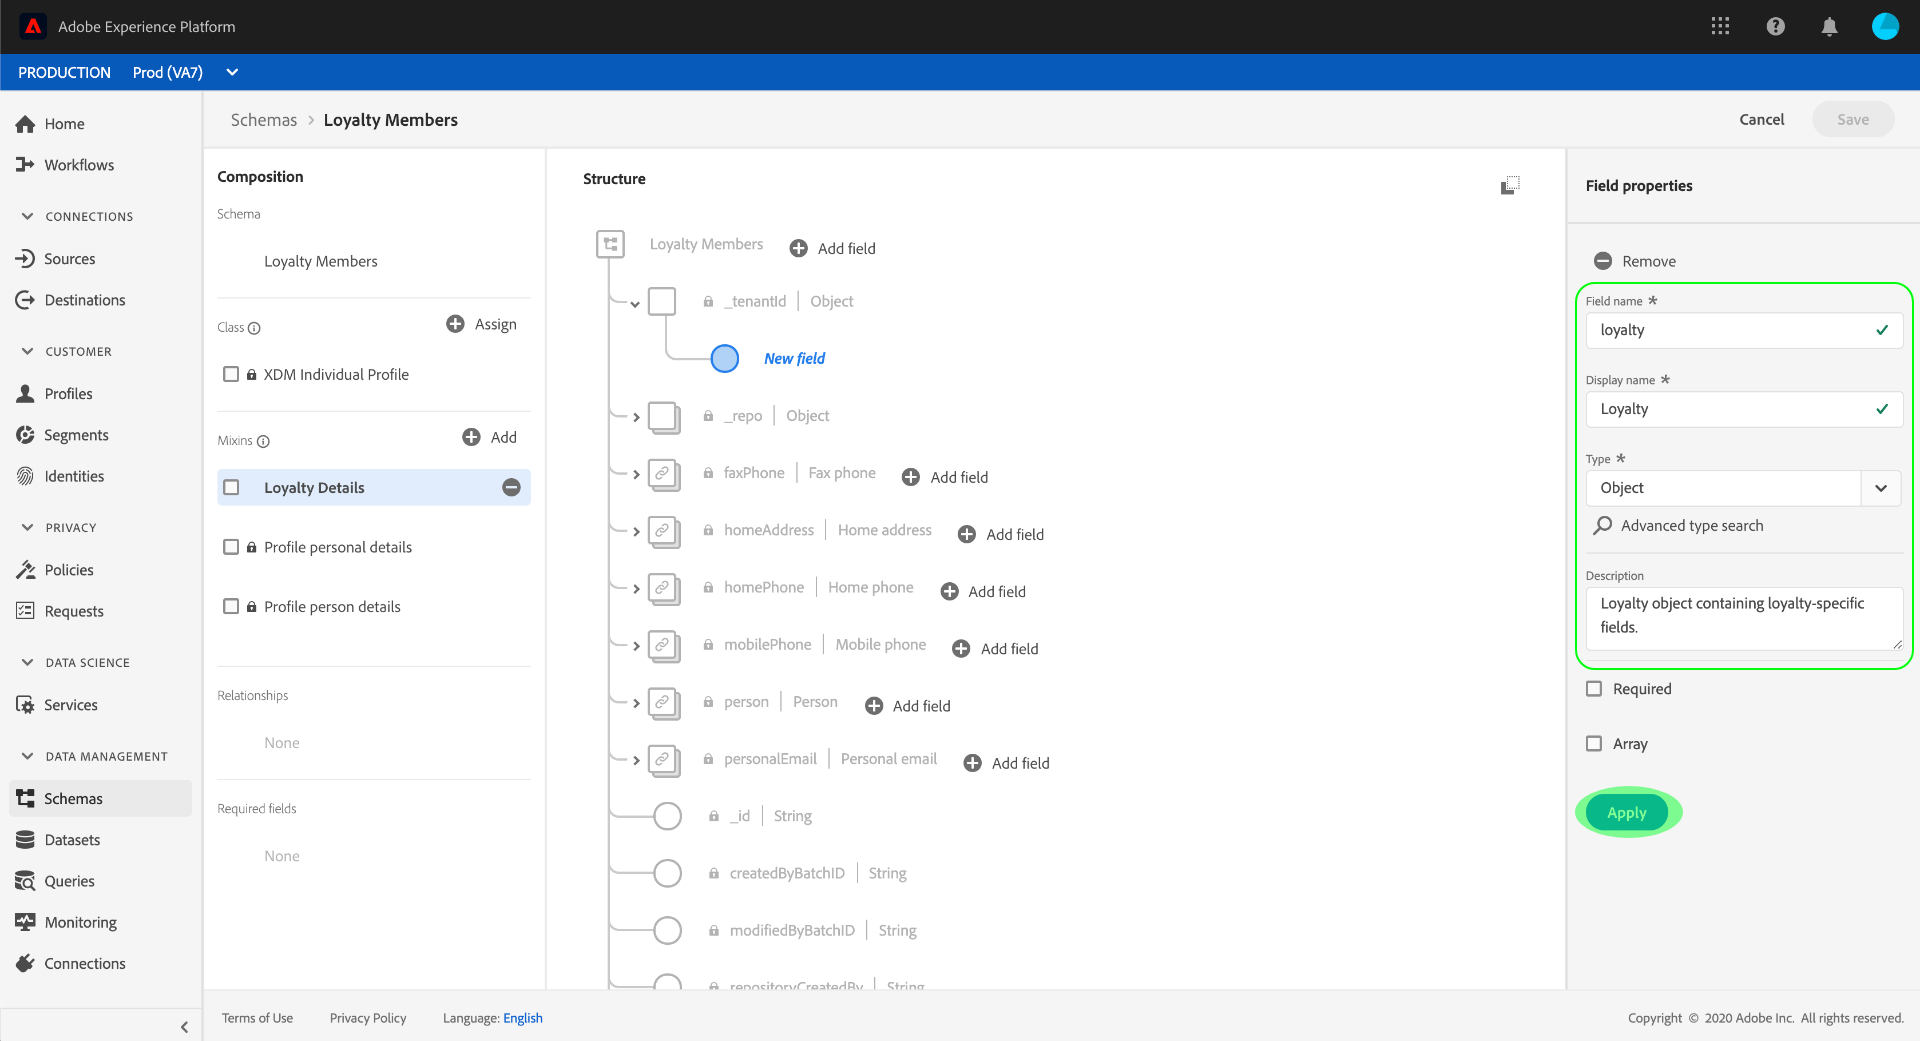 Adobe Experience Platform
PRODUCTION Prod (VA7)
Home
Workflows
CONNECTIONS
Sources
Destinations
CUSTOMER
Profiles
Segments
Identities
PRIVACY
Policies
Requests
DATA SCIENCE
Services
DATA MANAGEMENT
Schemas
Datasets
Queries
Monitoring
Connections
Schemas > Loyalty Members
Cancel
Save
Composition
Schema
Loyalty Members
Class
Assign
XDM Individual Profile
Mixins
Add
Loyalty Details
Profile personal details
Profile person details
Relationships
None
Required fields
None
Structure
Loyalty Members Add field
_tenantId | Object
New field
_repo | Object
faxPhone | Fax phone Add field
homeAddress | Home address Add field
homePhone | Home phone Add field
mobilePhone | Mobile phone Add field
person | Person Add field
personalEmail | Personal email Add field
_id | String
createdByBatchID | String
modifiedByBatchID | String
repositoryCreatedBy | String
Field properties
Remove
Field name *
loyalty
Display name *
Loyalty
Type *
Object
Advanced type search
Description
Loyalty object containing loyalty-specific
fields.
Required
Array
Apply
Terms of Use Privacy Policy Language: English
Copyright © 2020 Adobe Inc. All rights reserved.